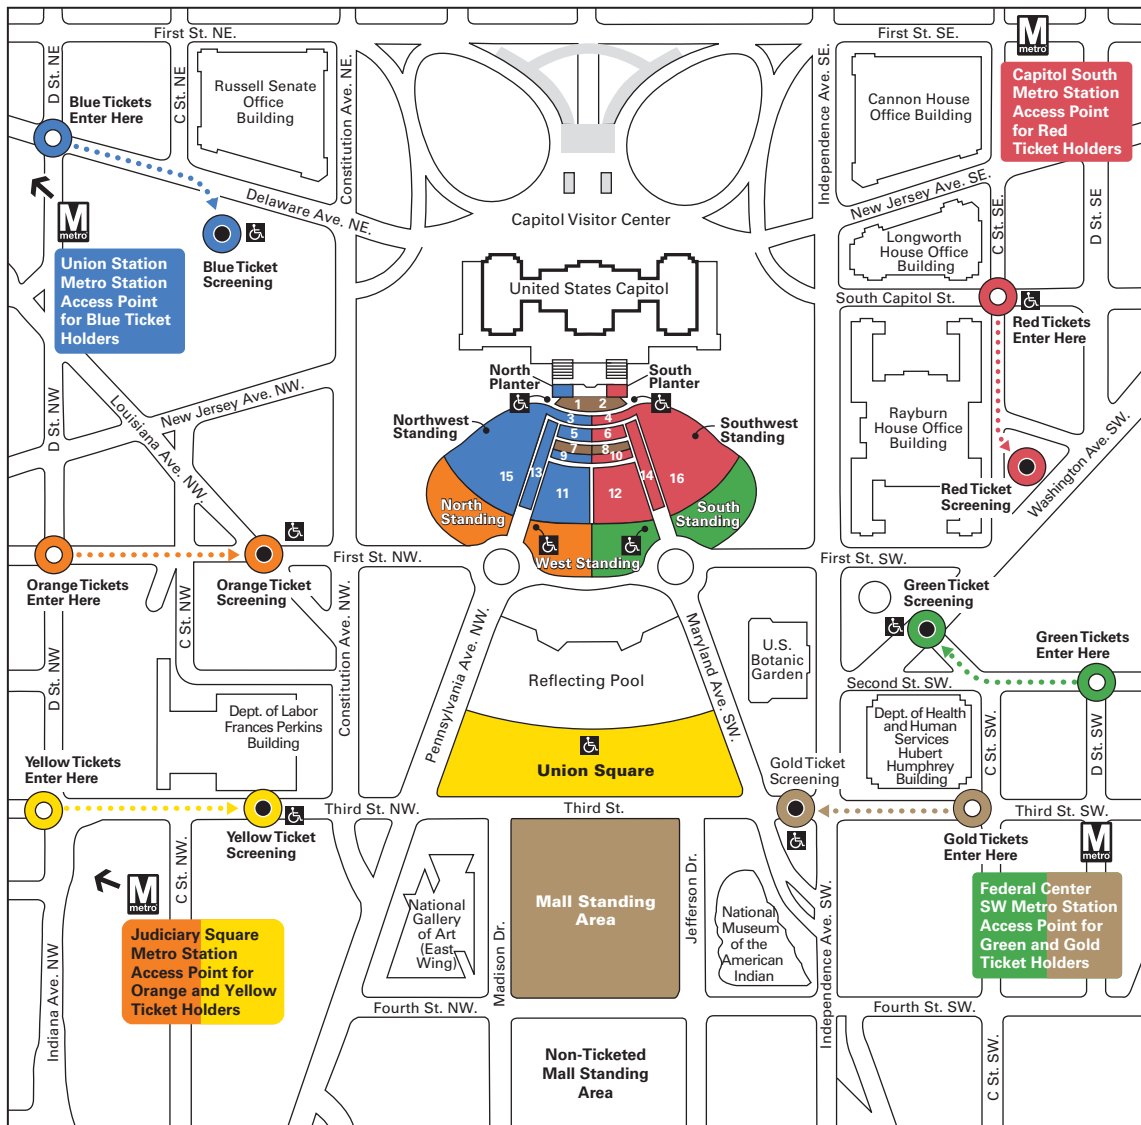 First St. NE.
First St. SE.
M
metro
D St. NE
C St. NE
Constitution Ave. NE.
Independence Ave. SE.
Blue Tickets
Enter Here
Russell Senate
Office
Building
Cannon House
Office Building
Capitol South
Metro Station
Access Point
for Red
Ticket Holders
Delaware Ave. NE.
New Jersey Ave. SE.
C St. SE.
D St. SE
M
metro
Capitol Visitor Center
Union Station
Metro Station
Access Point
for Blue Ticket
Holders
Blue Ticket
Screening
Longworth
House Office
Building
United States Capitol
South Capitol St.
Red Tickets
Enter Here
North
Planter
South
Planter
Louisiana Ave. NW.
New Jersey Ave. NW.
D St. NW
Northwest
Standing
Southwest
Standing
Rayburn
House Office
Building
Washington Ave. SW.
1
2
3
4
5
6
7
8
9
10
11
12
13
14
15
16
North
Standing
South
Standing
West Standing
Red Ticket
Screening
First St. NW.
First St. SW.
Orange Tickets
Enter Here
Orange Ticket
Screening
C St. NW
Constitution Ave. NW.
D St. NW
Green Ticket
Screening
Green Tickets
Enter Here
Pennsylvania Ave. NW.
Maryland Ave. SW.
U.S.
Botanic
Garden
Reflecting Pool
Second St. SW.
Dept. of Labor
Frances Perkins
Building
Dept. of Health
and Human
Services
Hubert
Humphrey
Building
C St. SW.
D St. SW
Yellow Tickets
Enter Here
Union Square
Gold Ticket
Screening
Third St. NW.
Third St.
Third St. SW.
Yellow Ticket
Screening
Gold Tickets
Enter Here
M
metro
C St. NW.
M
metro
Judiciary Square
Metro Station
Access Point for
Orange and Yellow
Ticket Holders
National
Gallery
of Art
(East
Wing)
Madison Dr.
Mall Standing
Area
Jefferson Dr.
National
Museum
of the
American
Indian
Independence Ave. SW.
Federal Center
SW Metro Station
Access Point for
Green and Gold
Ticket Holders
Indiana Ave. NW
Fourth St. NW.
Fourth St. SW.
Non-Ticketed
Mall Standing
Area
C St. SW.